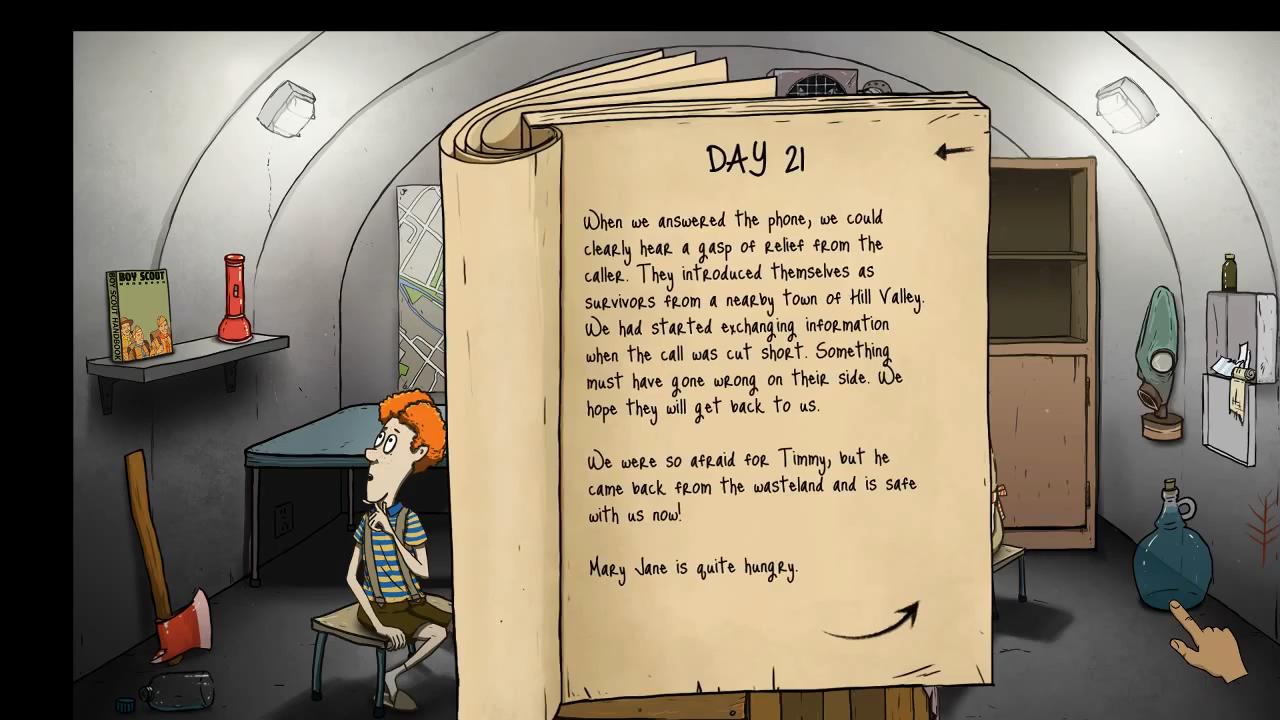 DAY 21
When we answered the phone, we could
clearly hear a gasp of relief from the
caller. They introduced themselves as
survivors from a nearby town of Hill Valley.
We had started exchanging information
when the call was cut short. Something
must have gone wrong on their side. We
hope they will get back to us.
We were so afraid for Timmy, but he
came back from the wasteland and is safe
with us now!
Mary Jane is quite hungry.
BOY SCOUT HANDBOOK
BOY SCOUT
HANDBOOK